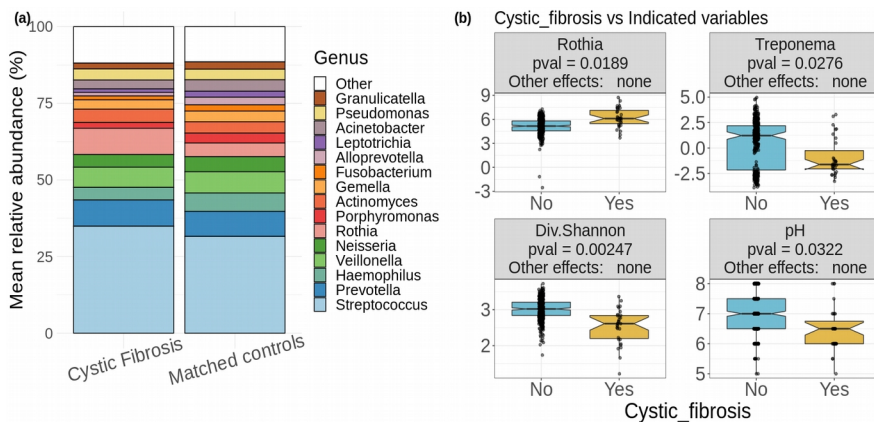 (a)
100
75
50
25
0
Mean relative abundance (%)
Cystic Fibrosis
Matched controls
Genus
Other
Granulicatella
Pseudomonas
Acinetobacter
Leptotrichia
Alloprevotella
Fusobacterium
Gemella
Actinomyces
Porphyromonas
Rothia
Neisseria
Veillonella
Haemophilus
Prevotella
Streptococcus
(b)
Cystic_fibrosis vs Indicated variables
Rothia
pval = 0.0189
Other effects: none
9
6
3
0
-3
No Yes
Treponema
pval = 0.0276
Other effects: none
5.0
2.5
0.0
-2.5
No Yes
Div.Shannon
pval = 0.00247
Other effects: none
3
2
No Yes
pH
pval = 0.0322
Other effects: none
8
7
6
5
No Yes
Cystic_fibrosis